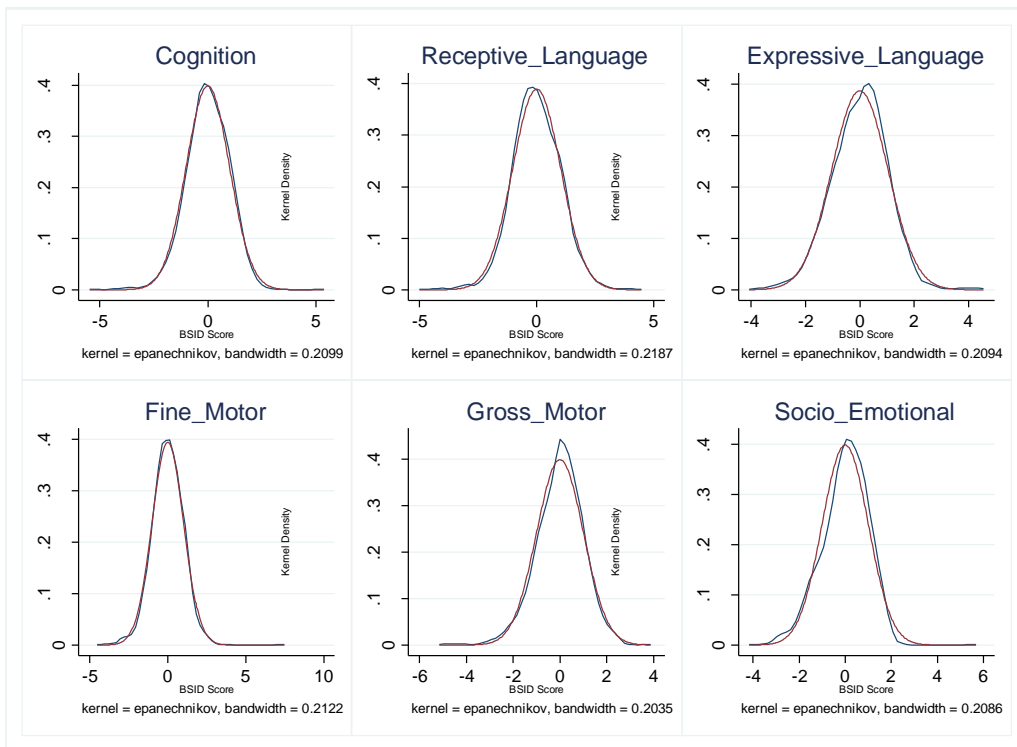 Cognition
.4
.3
.2
.1
0
Kernel Density
-5 0 5
BSID Score
kernel = epanechnikov, bandwidth = 0.2099
Receptive_Language
.4
.3
.2
.1
0
Kernel Density
-5 0 5
BSID Score
kernel = epanechnikov, bandwidth = 0.2187
Expressive_Language
.4
.3
.2
.1
0
-4 -2 0 2 4
BSID Score
kernel = epanechnikov, bandwidth = 0.2094
Fine_Motor
.4
.3
.2
.1
0
Kernel Density
-5 0 5 10
BSID Score
kernel = epanechnikov, bandwidth = 0.2122
Gross_Motor
.4
.3
.2
.1
0
Kernel Density
-6 -4 -2 0 2 4
BSID Score
kernel = epanechnikov, bandwidth = 0.2035
Socio_Emotional
.4
.3
.2
.1
0
-4 -2 0 2 4 6
BSID Score
kernel = epanechnikov, bandwidth = 0.2086